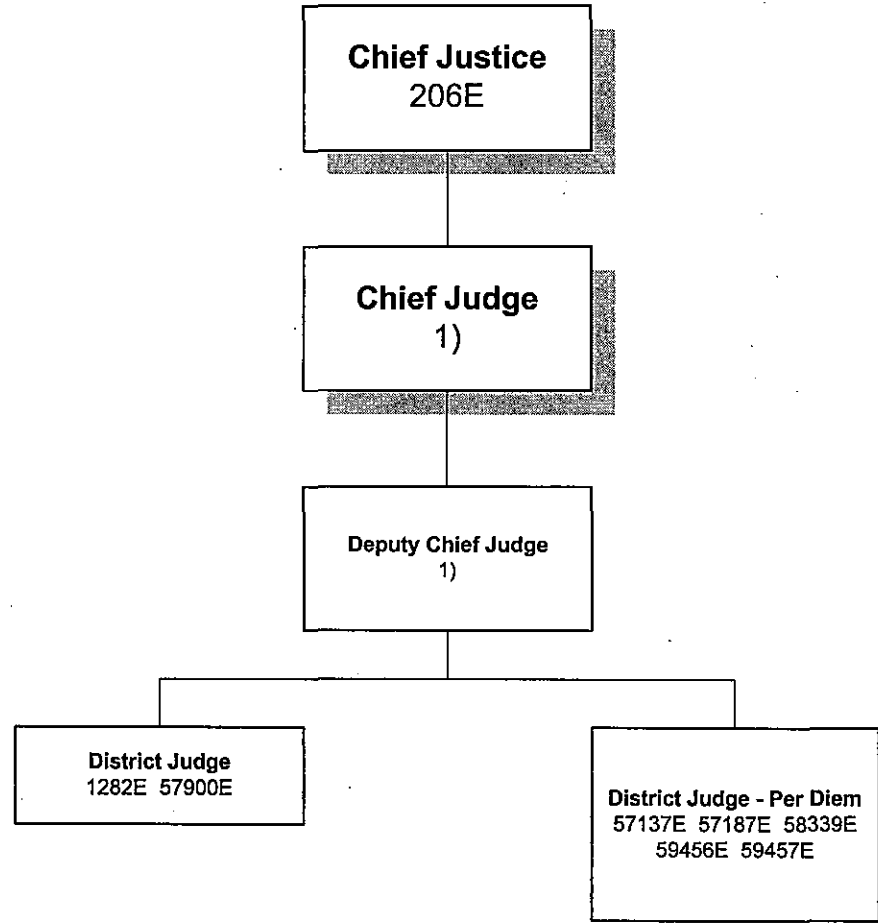 Chief Justice
206E
Chief Judge
1)
Deputy Chief Judge
1)
District Judge
1282E 57900E
District Judge - Per Diem
57137E 57187E 58339E
59456E 59457E